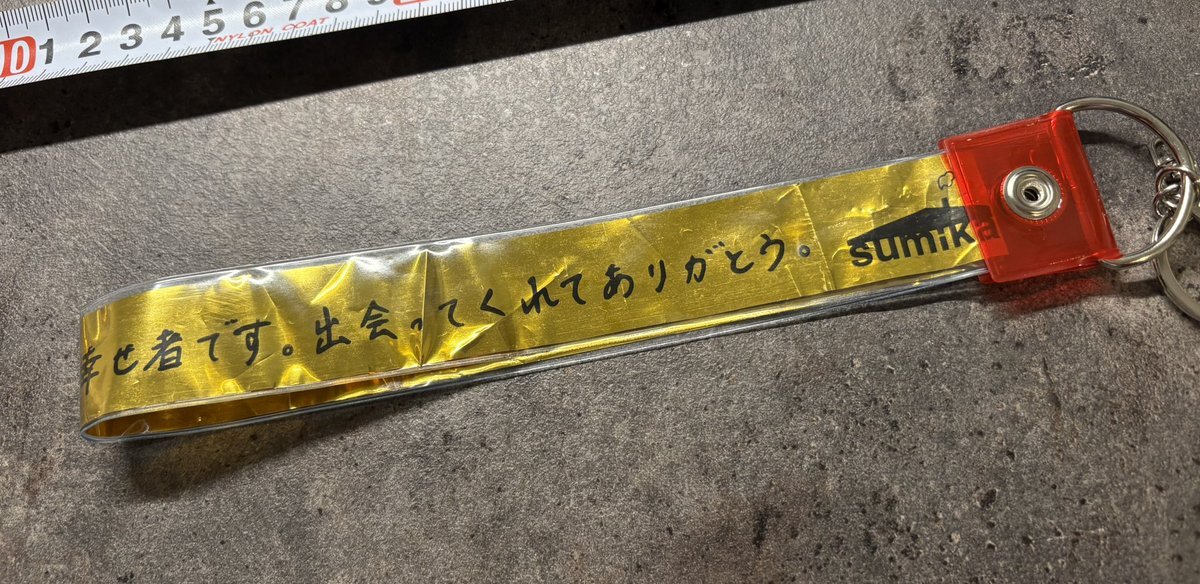 0 1 2 3 4 5 6 7 8 9
NYLON COAT
幸せ者です。出会ってくれてありがとう。
sumika